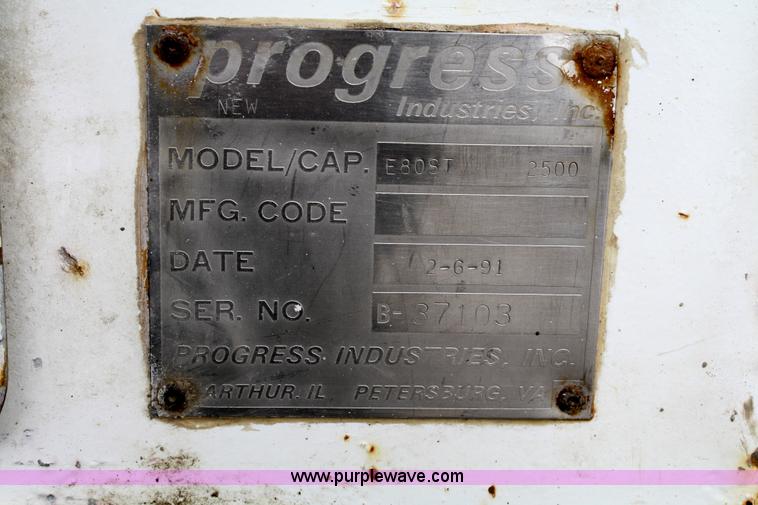 progress
NEW Industries, Inc.
MODEL/CAP. E80ST 2500
MFG. CODE
DATE 2-6-91
SER. NO. B- 37103
PROGRESS INDUSTRIES, INC.
ARTHUR, IL PETERSBURG, VA
www.purplewave.com